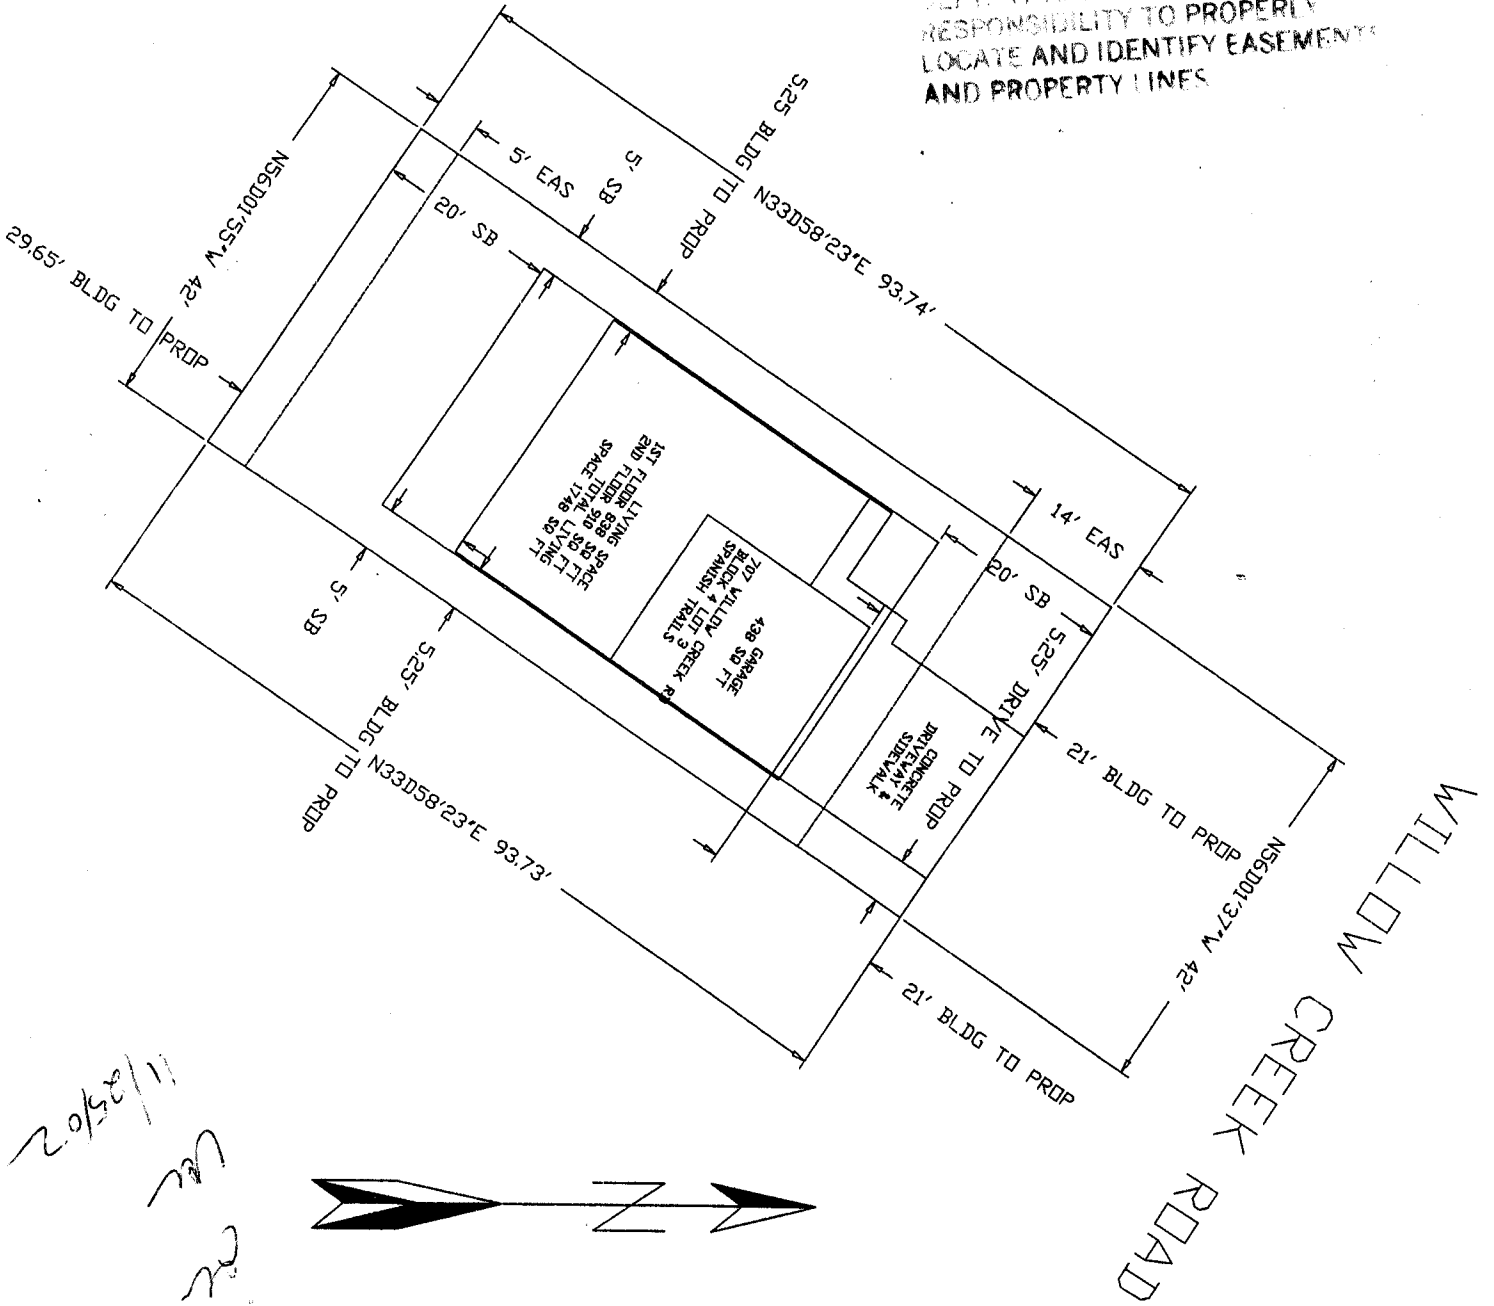 RESPONSIBILITY TO PROPERLY
LOCATE AND IDENTIFY EASEMENTS
AND PROPERTY LINES
5.25 BLDG TO PROP
5' SB
5' EAS
20' SB
N33D58'23"E 93.74'
N56D01'55"W 42'
29.65' BLDG TO PROP
1ST FLOOR LIVING SPACE
2ND FLOOR 838 SQ FT
SPACE TOTAL 910 SQ FT
SPACE 1748 SQ FT
707 WILLOW CREEK R
BLOCK 4 LOT 3
SPANISH TRAILS
GARAGE
438 SQ FT
14' EAS
20' SB
5.25' DRIVE TO PROP
CONCRETE
DRIVEWAY &
SIDEWALK
21' BLDG TO PROP
N56D01'37"W 42'
5' SB
5.25' BLDG TO PROP
N33D58'23"E 93.73'
21' BLDG TO PROP
WILLOW CREEK ROAD
11/25/02
N